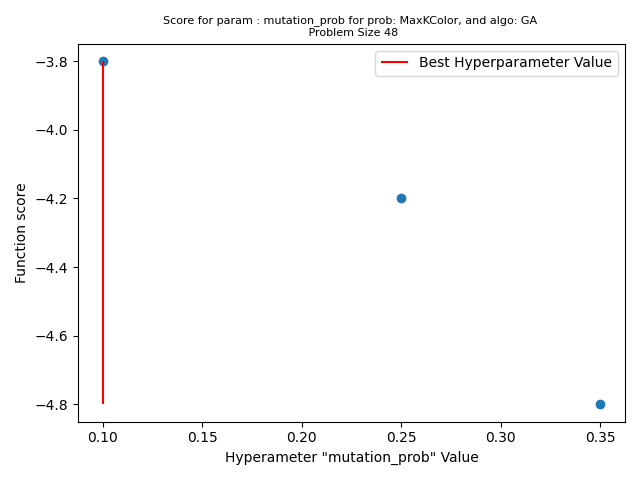 Score for param : mutation_prob for prob: MaxKColor, and algo: GA
Problem Size 48
Best Hyperparameter Value
Function score
−3.8
−4.0
−4.2
−4.4
−4.6
−4.8
0.10
0.15
0.20
0.25
0.30
0.35
Hyperameter "mutation_prob" Value